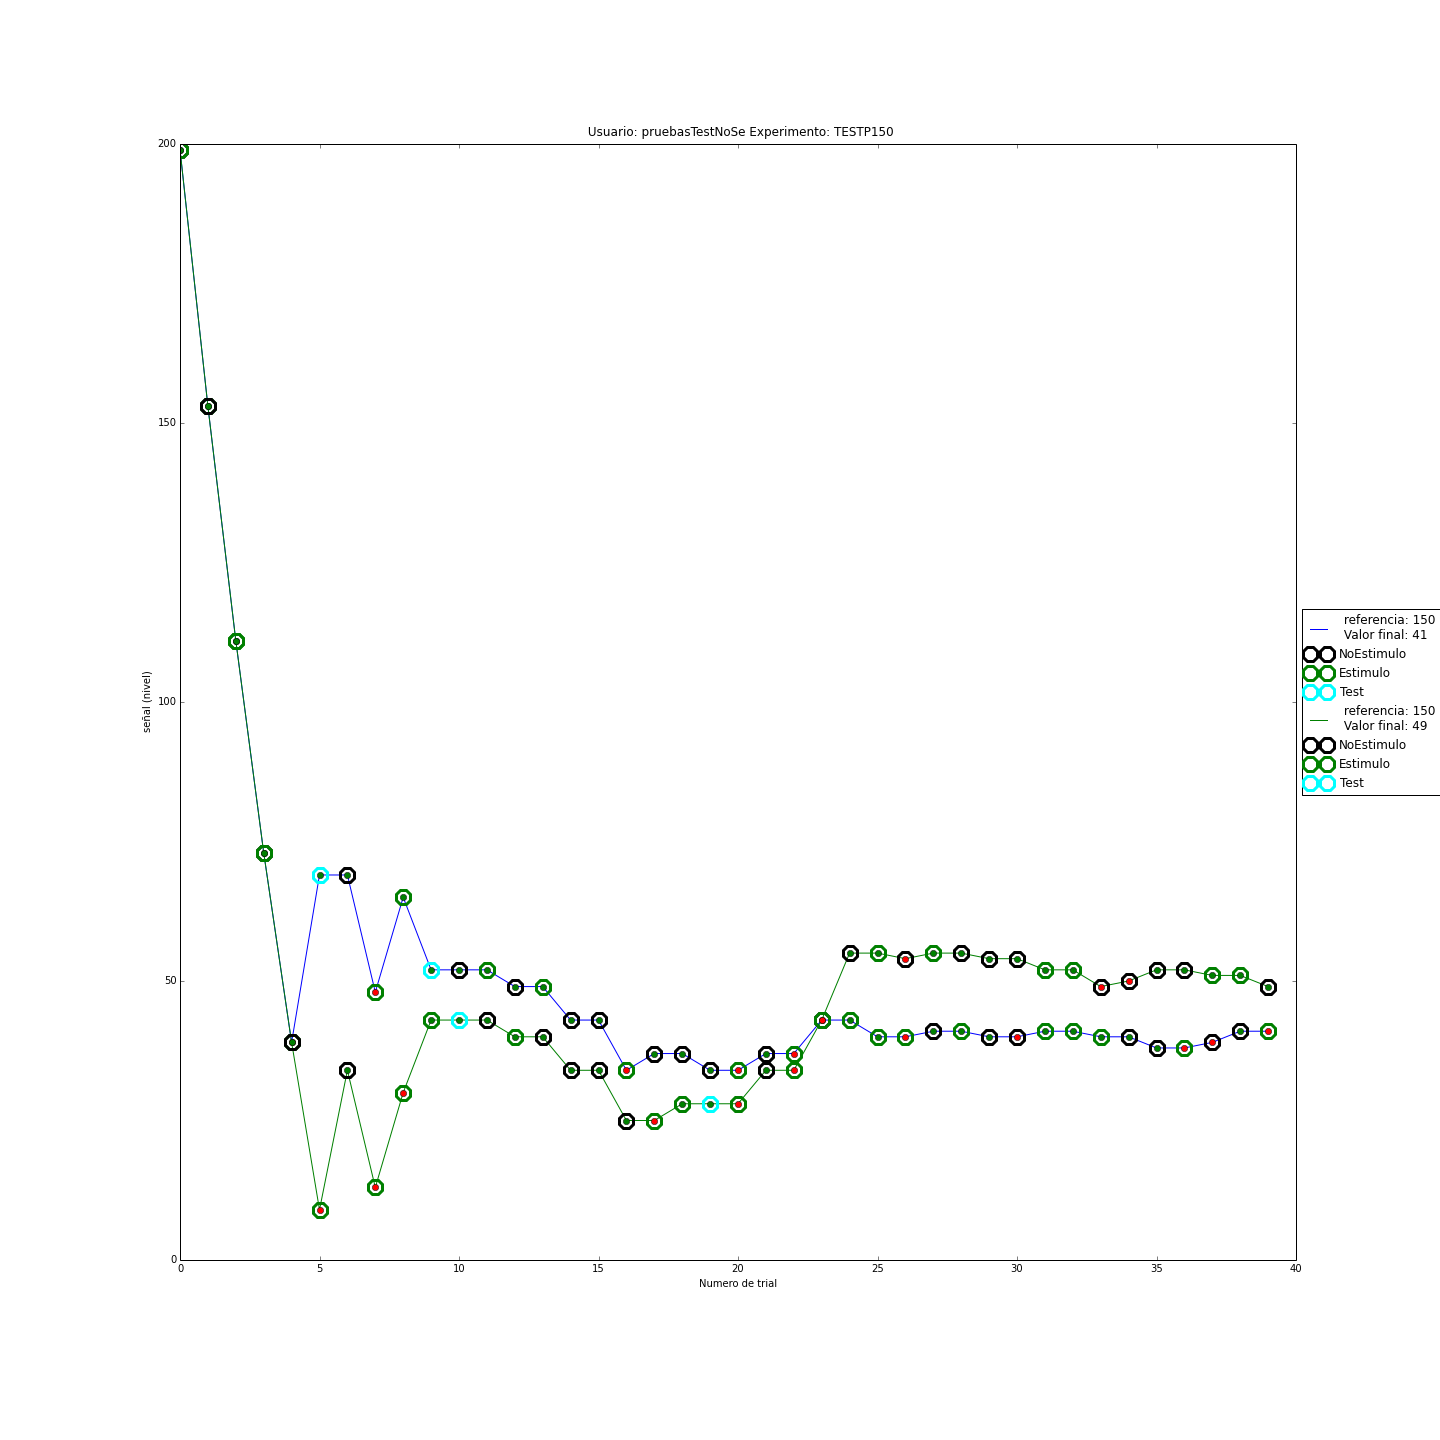 Usuario: pruebasTestNoSe Experimento: TESTP150
200
150
100
50
0
señal (nivel)
0 5 10 15 20 25 30 35 40
Numero de trial
referencia: 150
Valor final: 41
NoEstimulo
Estimulo
Test
referencia: 150
Valor final: 49
NoEstimulo
Estimulo
Test